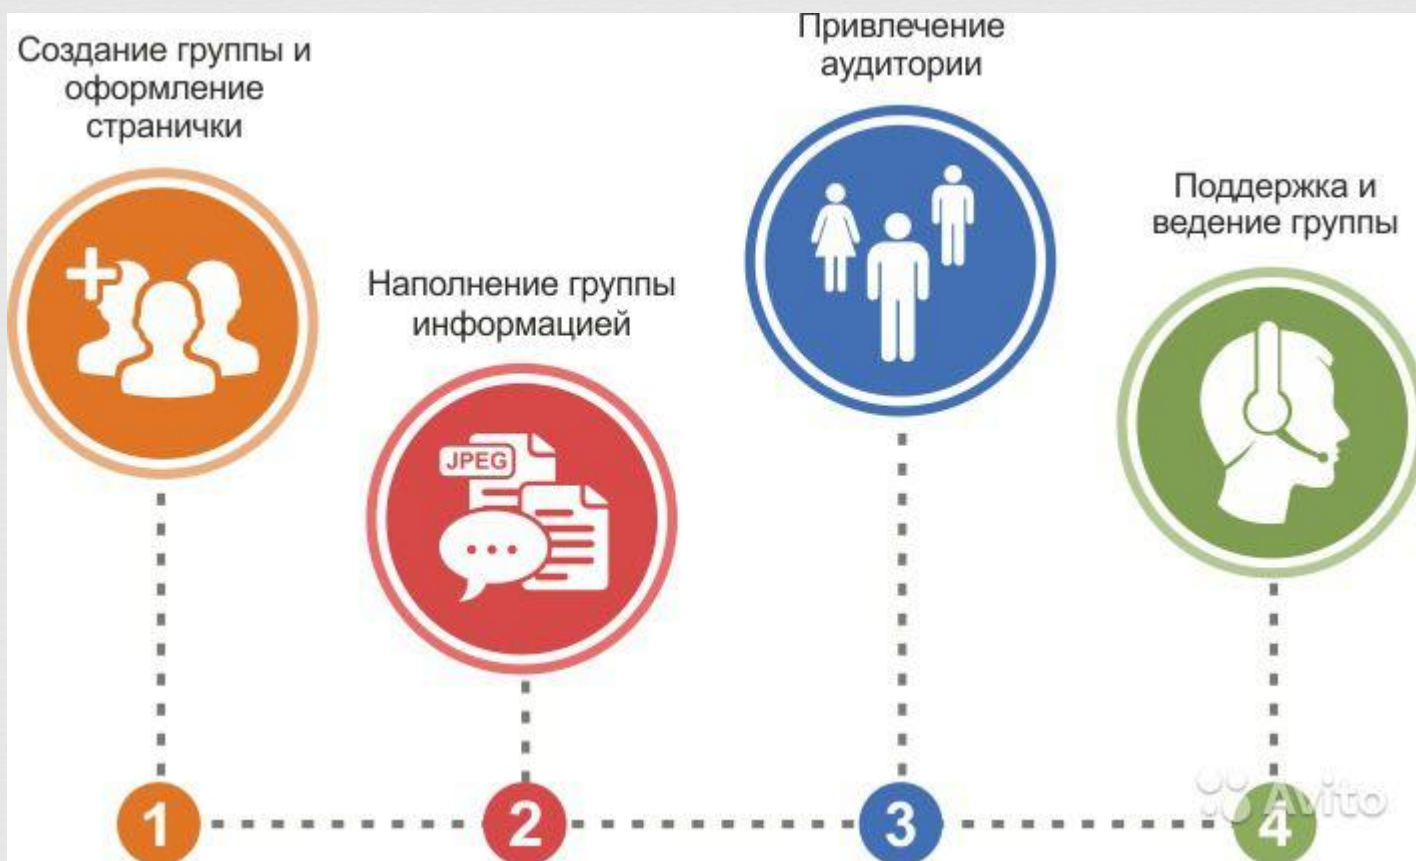 Создание группы и
оформление
странички
Наполнение группы
информацией
JPEG
Привлечение
аудитории
Поддержка и
ведение группы
1
2
3
4
Avito